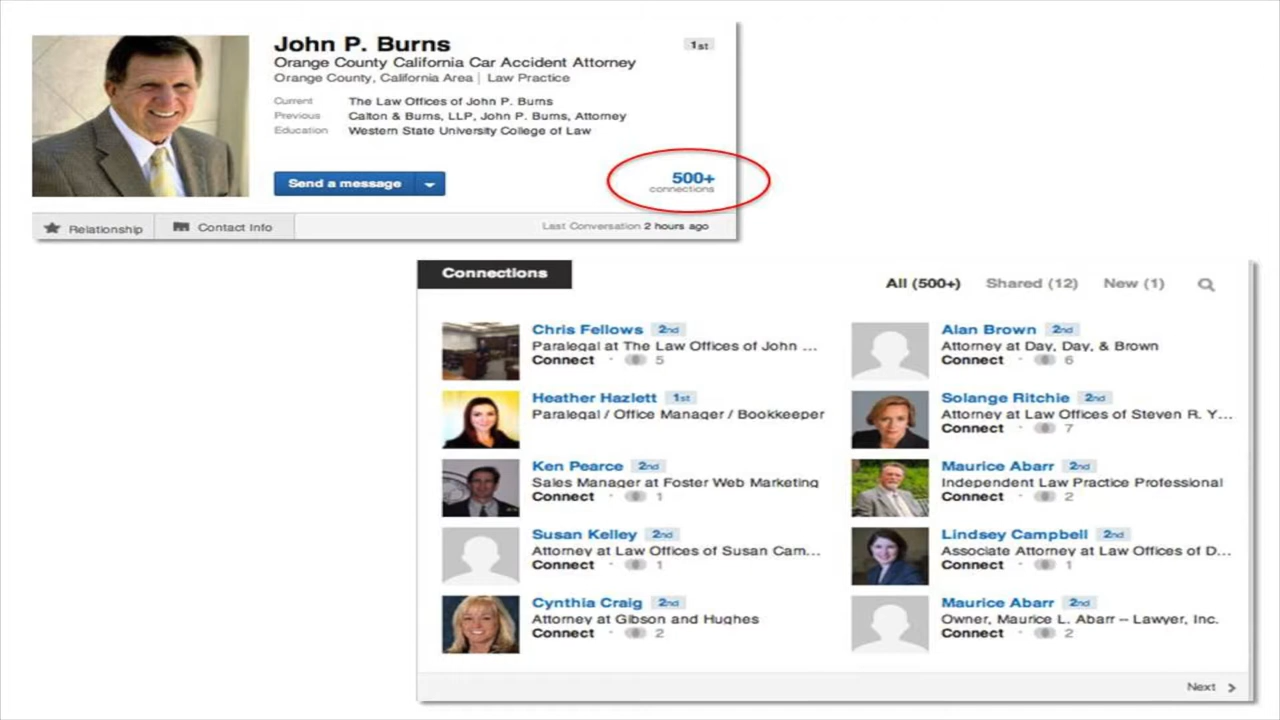 John P. Burns
1st
Orange County California Car Accident Attorney
Orange County, California Area | Law Practice
Current The Law Offices of John P. Burns
Previous Calton & Burns, LLP, John P. Burns, Attorney
Education Western State University College of Law
Send a message
500+
connections
Relationship
Contact Info
Last Conversation 2 hours ago
Connections
All (500+) Shared (12) New (1)
Chris Fellows 2nd
Paralegal at The Law Offices of John ...
Connect · 5
Heather Hazlett 1st
Paralegal / Office Manager / Bookkeeper
Ken Pearce 2nd
Sales Manager at Foster Web Marketing
Connect · 1
Susan Kelley 2nd
Attorney at Law Offices of Susan Cam...
Connect · 1
Cynthia Craig 2nd
Attorney at Gibson and Hughes
Connect · 2
Alan Brown 2nd
Attorney at Day, Day, & Brown
Connect · 6
Solange Ritchie 2nd
Attorney at Law Offices of Steven R. Y...
Connect · 7
Maurice Abarr 2nd
Independent Law Practice Professional
Connect · 2
Lindsey Campbell 2nd
Associate Attorney at Law Offices of D...
Connect · 1
Maurice Abarr 2nd
Owner, Maurice L. Abarr -- Lawyer, Inc.
Connect · 2
Next